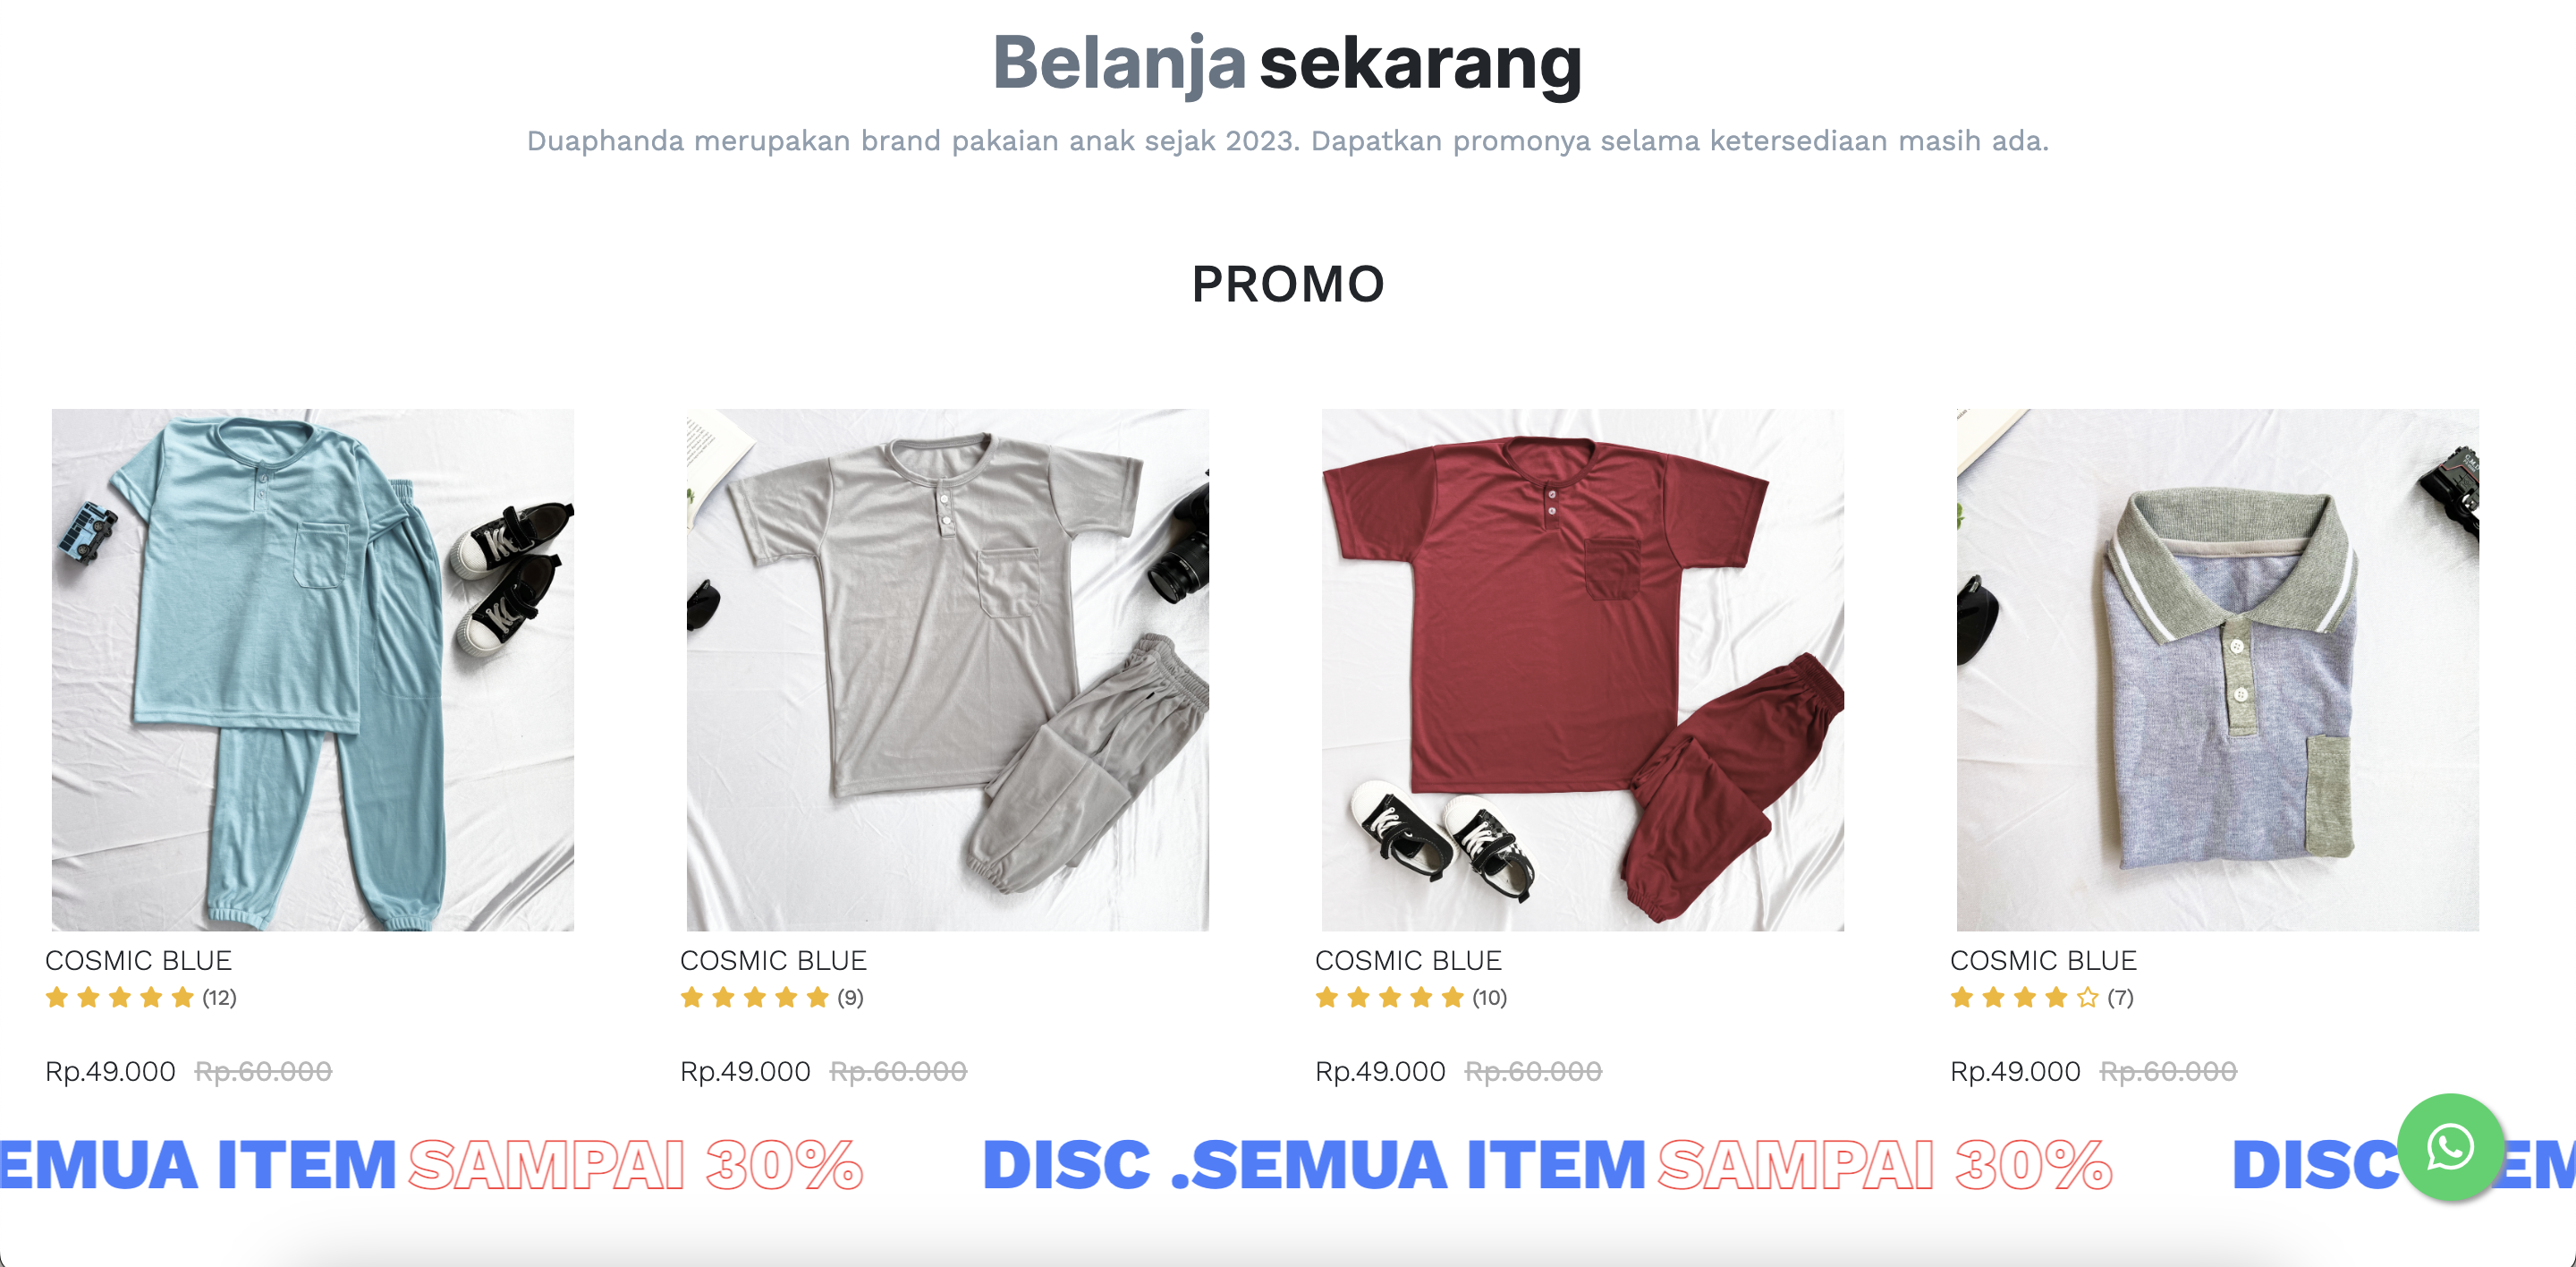 Belanja sekarang
Duaphanda merupakan brand pakaian anak sejak 2023. Dapatkan promonya selama ketersediaan masih ada.
PROMO
COSMIC BLUE
(12)
Rp.49.000 Rp.60.000
COSMIC BLUE
(9)
Rp.49.000 Rp.60.000
COSMIC BLUE
(10)
Rp.49.000 Rp.60.000
COSMIC BLUE
(7)
Rp.49.000 Rp.60.000
EMUA ITEM SAMPAI 30% DISC .SEMUA ITEM SAMPAI 30% DISC EM